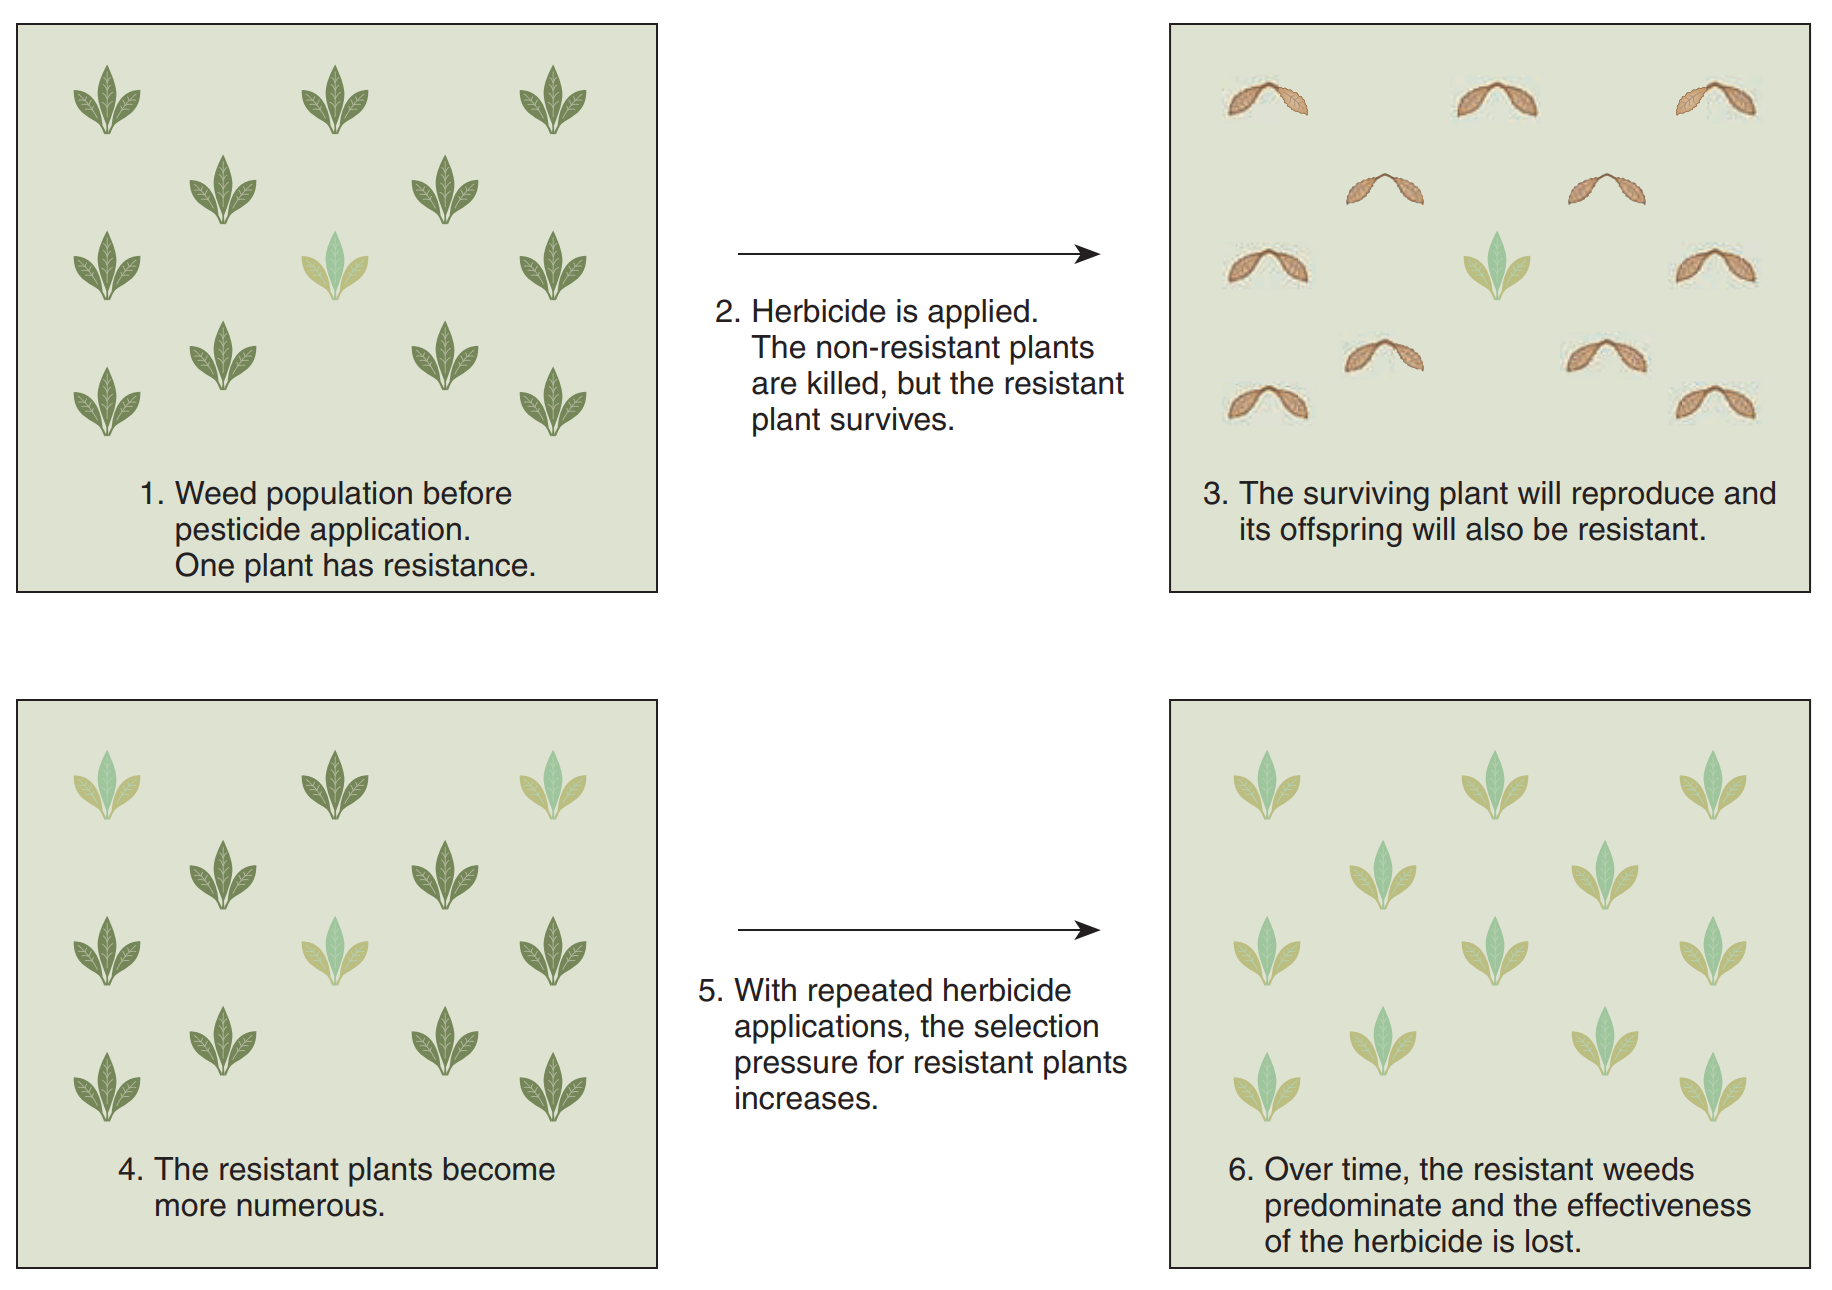 1. Weed population before
pesticide application.
One plant has resistance.
2. Herbicide is applied.
The non-resistant plants
are killed, but the resistant
plant survives.
3. The surviving plant will reproduce and
its offspring will also be resistant.
4. The resistant plants become
more numerous.
5. With repeated herbicide
applications, the selection
pressure for resistant plants
increases.
6. Over time, the resistant weeds
predominate and the effectiveness
of the herbicide is lost.